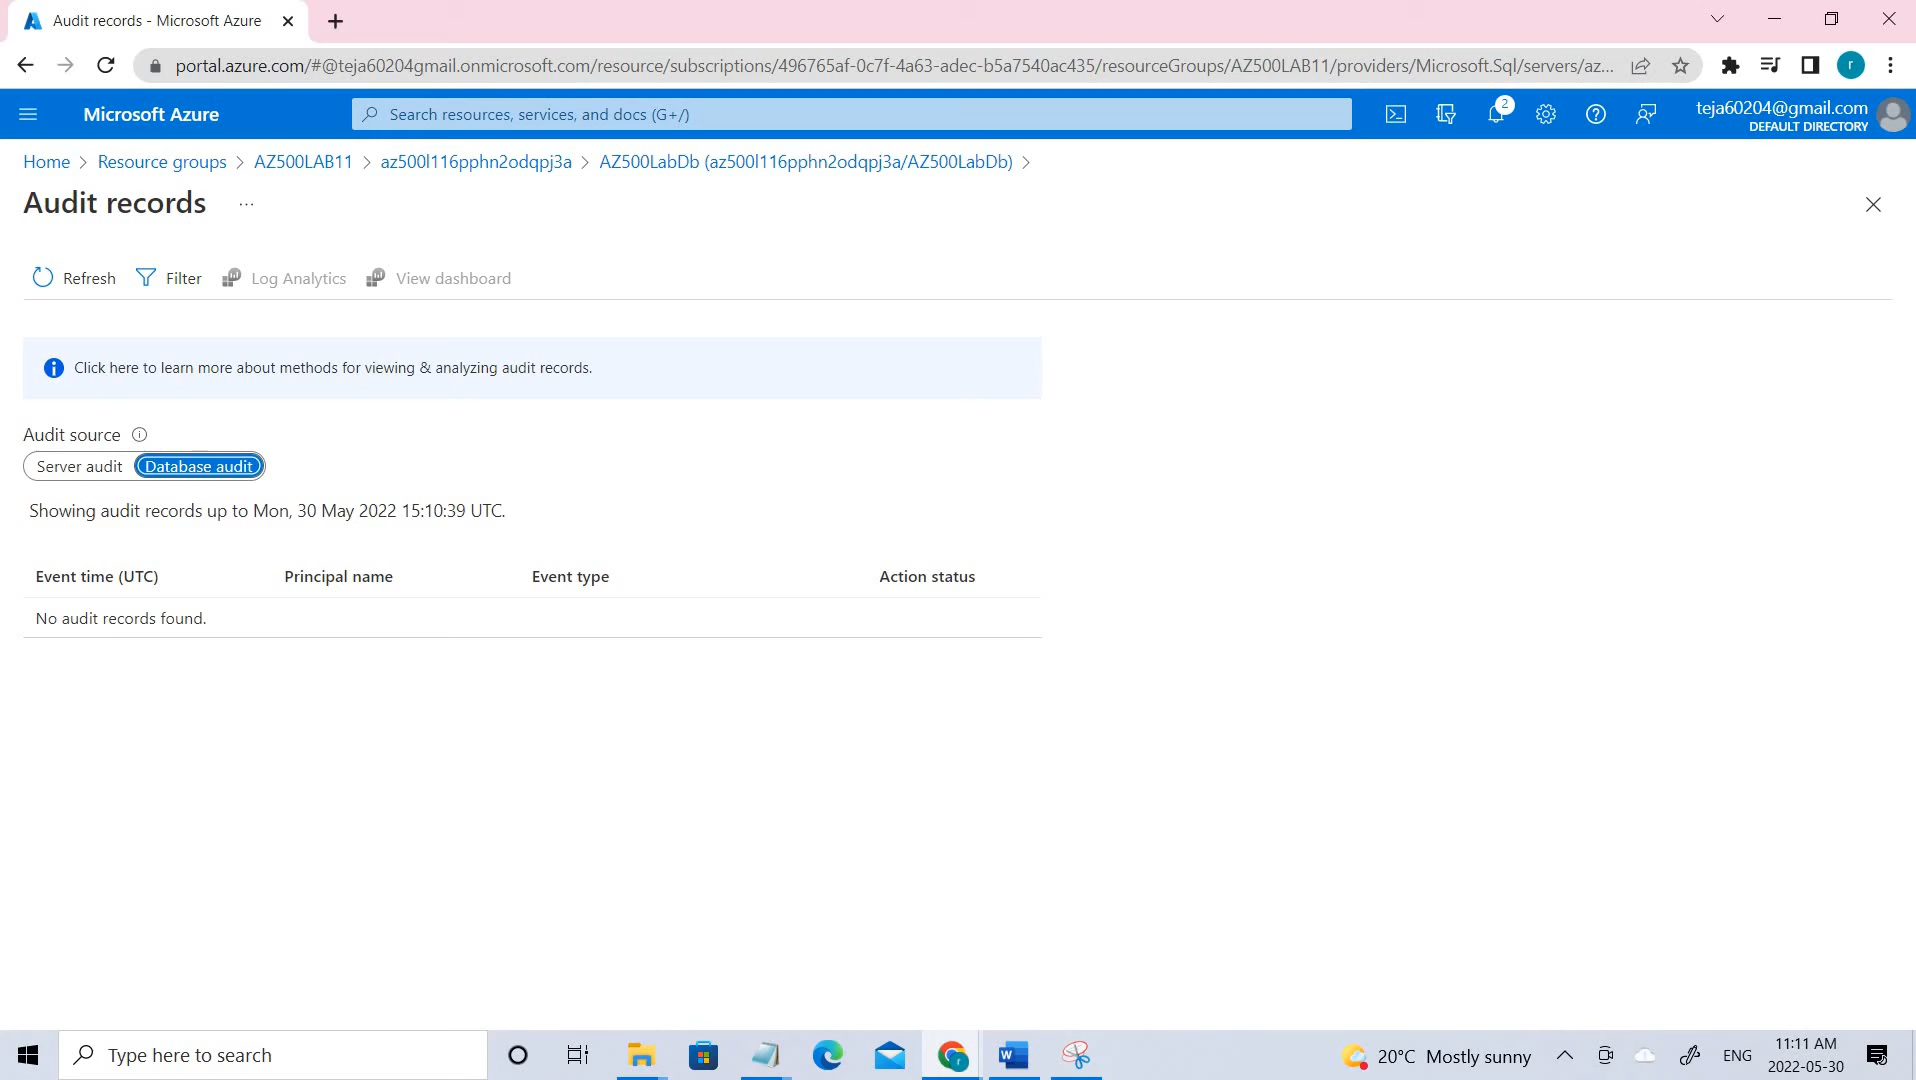 Audit records - Microsoft Azure
portal.azure.com/#@teja60204gmail.onmicrosoft.com/resource/subscriptions/496765af-0c7f-4a63-adec-b5a7540ac435/resourceGroups/AZ500LAB11/providers/Microsoft.Sql/servers/az...
r
Microsoft Azure
Search resources, services, and docs (G+/)
2
teja60204@gmail.com
DEFAULT DIRECTORY
Home > Resource groups > AZ500LAB11 > az500l116pphn2odqpj3a > AZ500LabDb (az500l116pphn2odqpj3a/AZ500LabDb) >
Audit records ...
Refresh Filter Log Analytics View dashboard
Click here to learn more about methods for viewing & analyzing audit records.
Audit source
Server audit Database audit
Showing audit records up to Mon, 30 May 2022 15:10:39 UTC.
Event time (UTC) Principal name Event type Action status
No audit records found.
Type here to search
20°C Mostly sunny
ENG
11:11 AM
2022-05-30